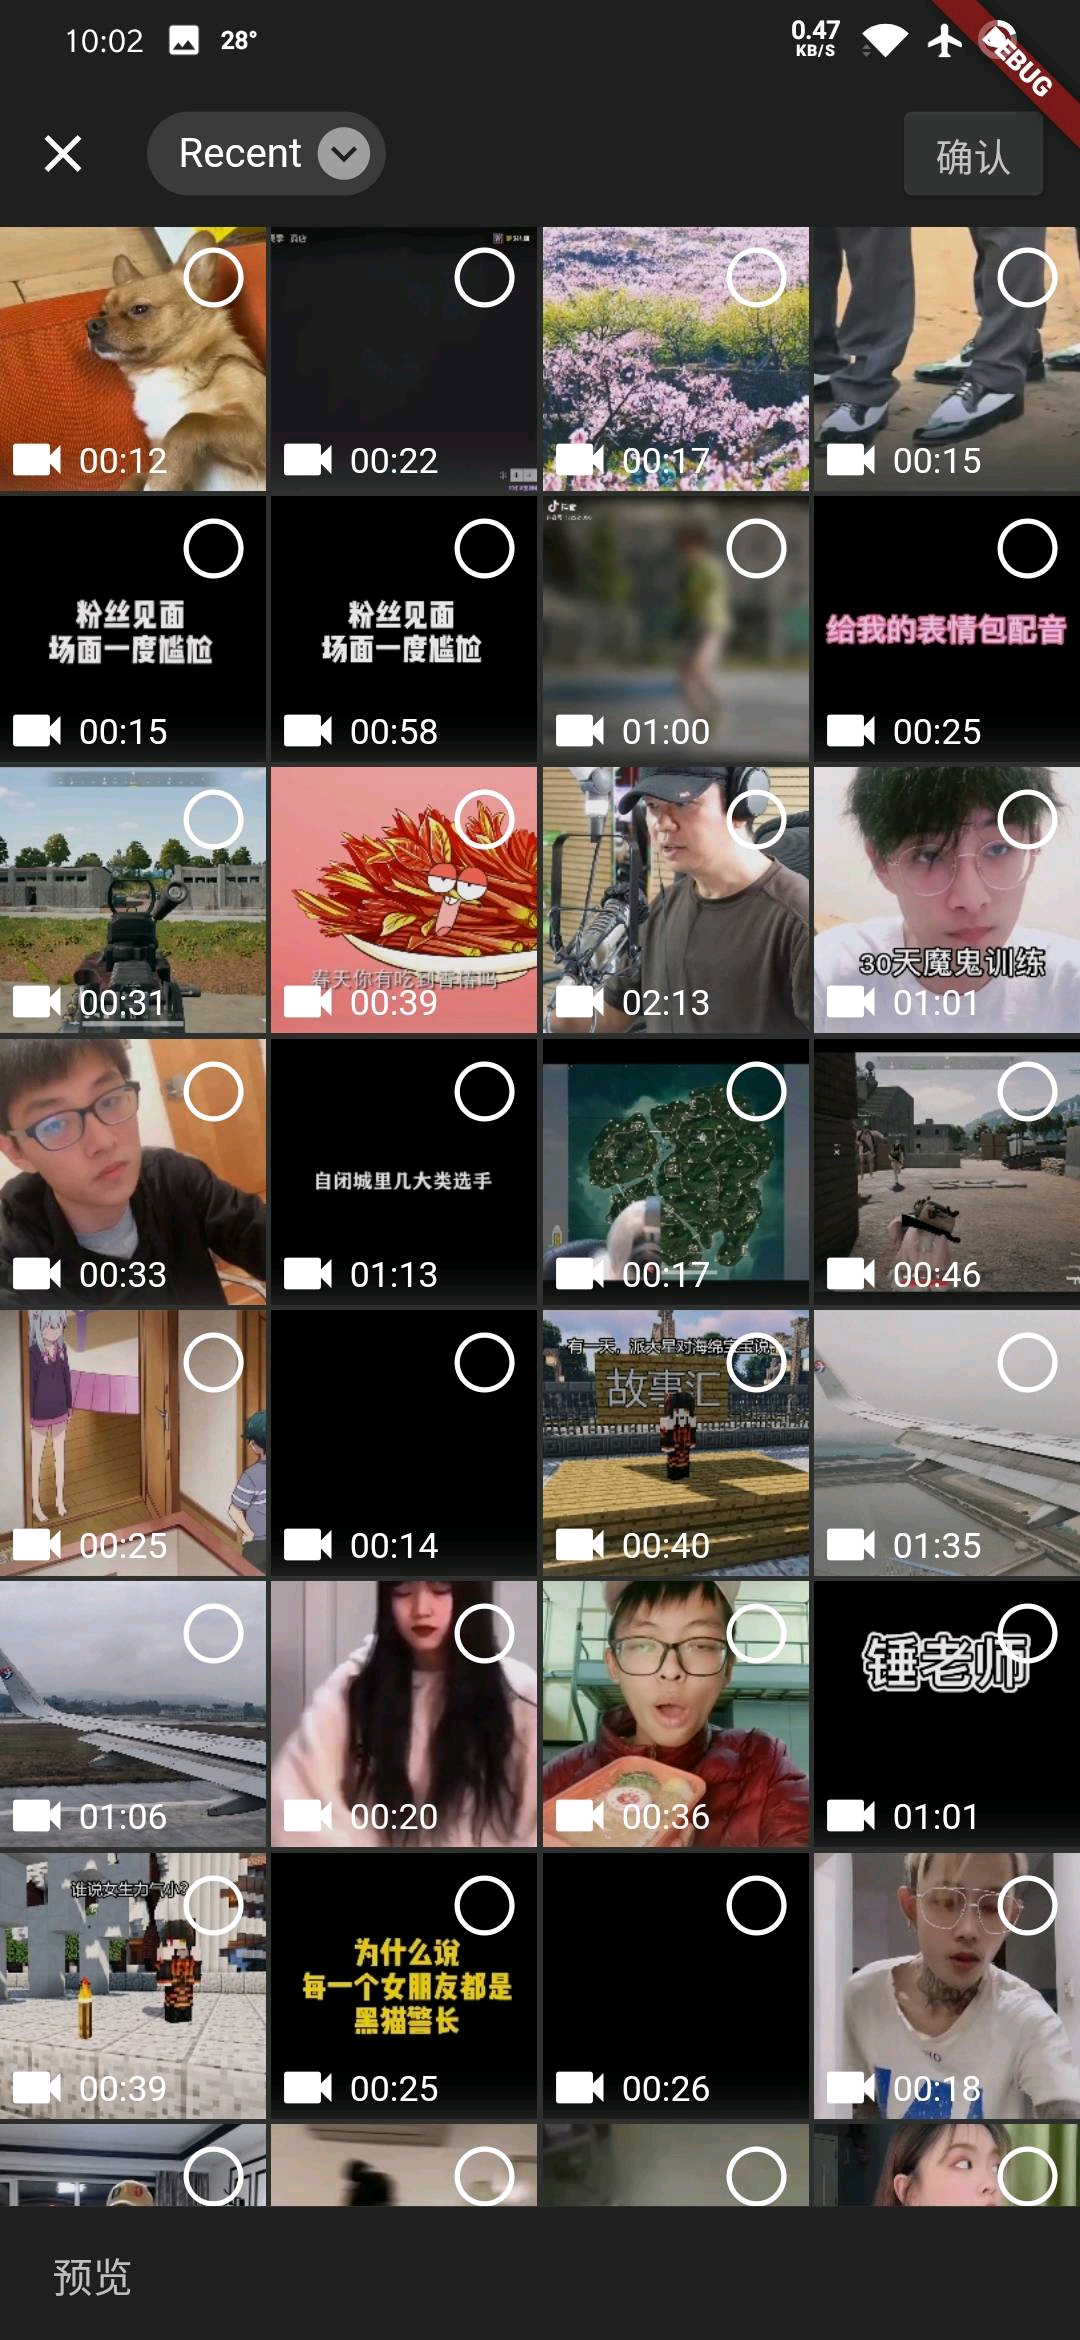 10:02
28°
0.47
KB/S
DEBUG
Recent
确认
00:12
00:22
00:17
00:15
粉丝见面
场面一度尴尬
00:15
粉丝见面
场面一度尴尬
00:58
01:00
给我的表情包配音
00:25
00:31
春天你有吃到香椿吗
00:39
02:13
30天魔鬼训练
01:01
00:33
自闭城里几大类选手
01:13
00:17
00:46
00:25
00:14
有一天，派大星对海绵宝宝说
故事汇
00:40
01:35
01:06
00:20
00:36
锤老师
01:01
谁说女生力气小?
00:39
为什么说
每一个女朋友都是
黑猫警长
00:25
00:26
00:18
预览